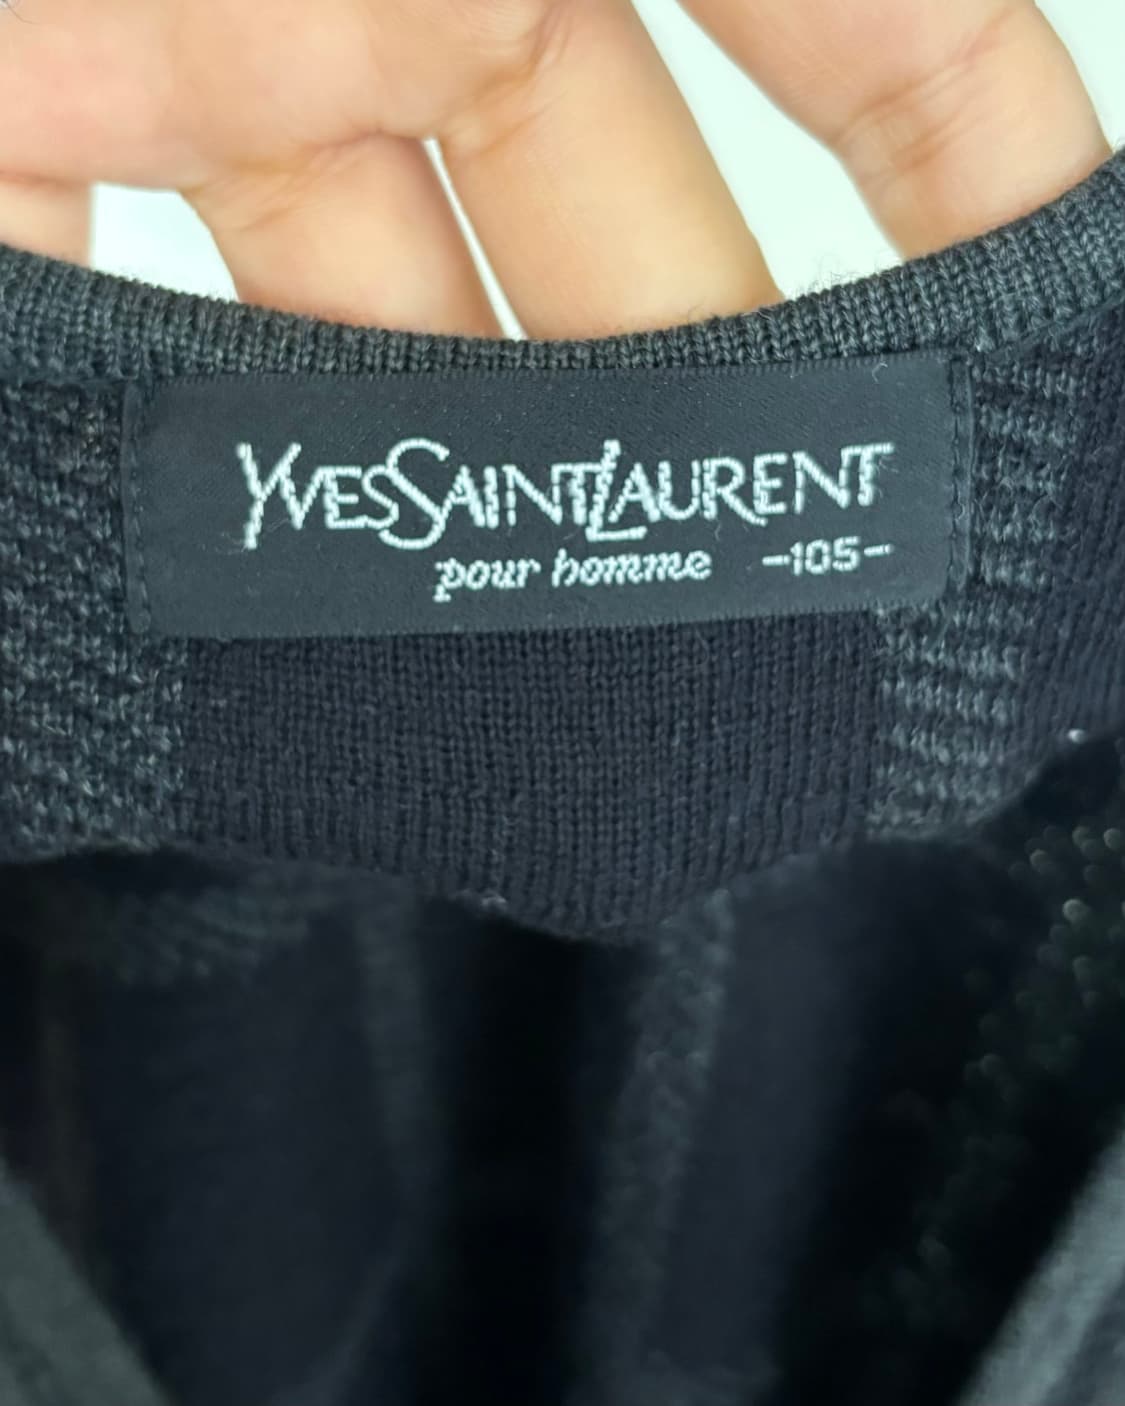 YVESSAINTLAURENT
pour homme -105-